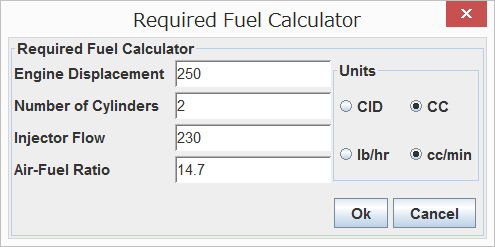 Required Fuel Calculator
Required Fuel Calculator
Engine Displacement 250
Number of Cylinders 2
Injector Flow 230
Air-Fuel Ratio 14.7
Units
CID CC
lb/hr cc/min
Ok Cancel